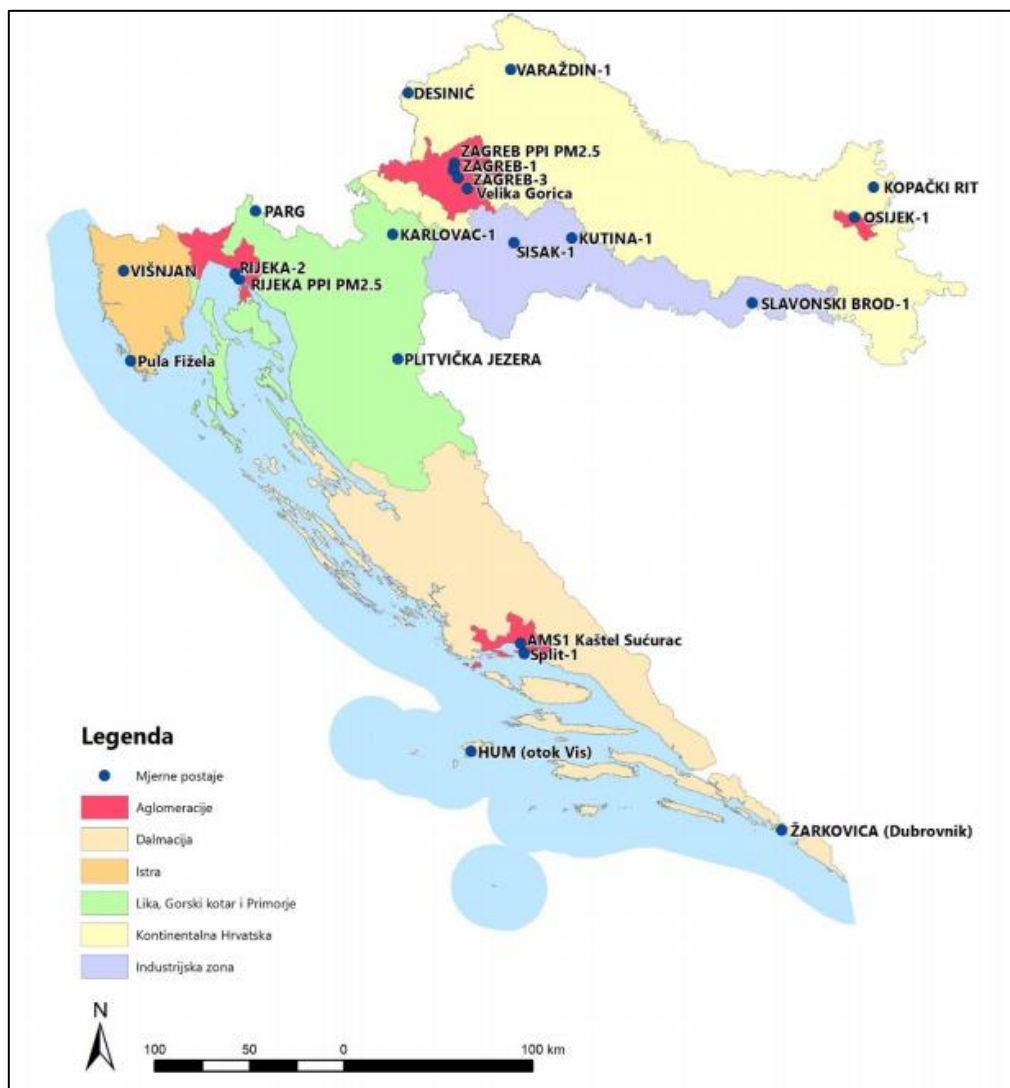 VARAŽDIN-1
DESINIĆ
ZAGREB PPI PM2.5
ZAGREB-1
ZAGREB-3
Velika Gorica
KOPAČKI RIT
OSIJEK-1
PARG
KARLOVAC-1
KUTINA-1
SISAK-1
VIŠNJAN
RIJEKA-2
RIJEKA PPI PM2.5
SLAVONSKI BROD-1
Pula Fižela
PLITVIČKA JEZERA
AMS1 Kaštel Sućurac
Split-1
HUM (otok Vis)
ŽARKOVICA (Dubrovnik)
Legenda
Mjerne postaje
Aglomeracije
Dalmacija
Istra
Lika, Gorski kotar i Primorje
Kontinentalna Hrvatska
Industrijska zona
N
100 50 0 100 km